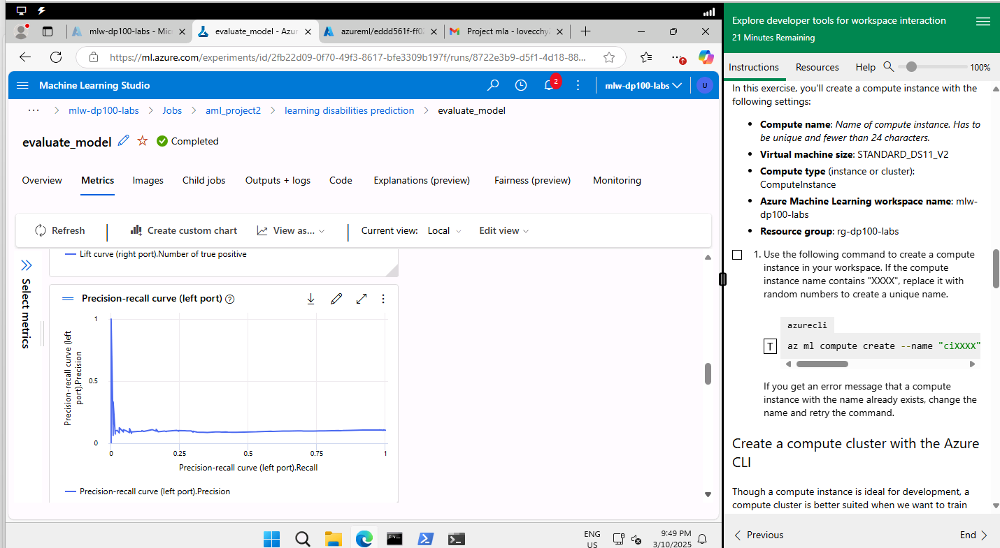 mlw-dp100-labs - Mic
evaluate_model - Azur
azureml/eddd561f-ff0
Project mla - lovecchy
https://ml.azure.com/experiments/id/2fb22d09-0f70-49f3-8617-bfe3309b197f/runs/8722e3b9-d5f1-4d18-88...
Machine Learning Studio
2
mlw-dp100-labs
U
... > mlw-dp100-labs > Jobs > aml_project2 > learning disabilities prediction > evaluate_model
evaluate_model
Completed
Overview Metrics Images Child jobs Outputs + logs Code Explanations (preview) Fairness (preview) Monitoring
Refresh Create custom chart View as... Current view: Local Edit view
Select metrics
Lift curve (right port).Number of true positive
Precision-recall curve (left port)
Precision-recall curve (left
port).Precision
1
0.5
0
0 0.25 0.5 0.75 1
Precision-recall curve (left port).Recall
Precision-recall curve (left port).Precision
ENG
US
9:49 PM
3/10/2025
Explore developer tools for workspace interaction
21 Minutes Remaining
Instructions Resources Help 100%
In this exercise, you'll create a compute instance with the
following settings:
• Compute name: Name of compute instance. Has to
be unique and fewer than 24 characters.
• Virtual machine size: STANDARD_DS11_V2
• Compute type (instance or cluster):
ComputeInstance
• Azure Machine Learning workspace name: mlw-
dp100-labs
• Resource group: rg-dp100-labs
1. Use the following command to create a compute
instance in your workspace. If the compute
instance name contains "XXXX", replace it with
random numbers to create a unique name.
azurecli
T
az ml compute create --name "ciXXXX"
If you get an error message that a compute
instance with the name already exists, change the
name and retry the command.
Create a compute cluster with the Azure
CLI
Though a compute instance is ideal for development, a
compute cluster is better suited when we want to train
Previous
End